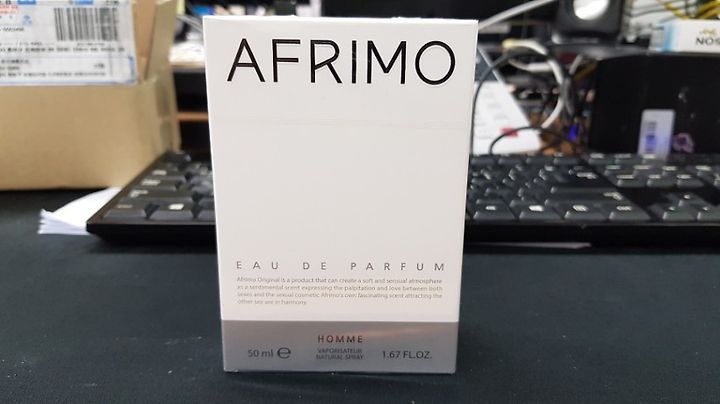 AFRIMO
EAU DE PARFUM
Afrimo Original is a product that can create a soft and sensual atmosphere
as a sentimental scent expressing the palpitation and love between both
sexes and the sexual cosmetic Afrimo's own fascinating scent attracting the
other sex are in harmony.
HOMME
50 ml e VAPORISATEUR 1.67 FL.OZ.
NATURAL SPRAY
NOS